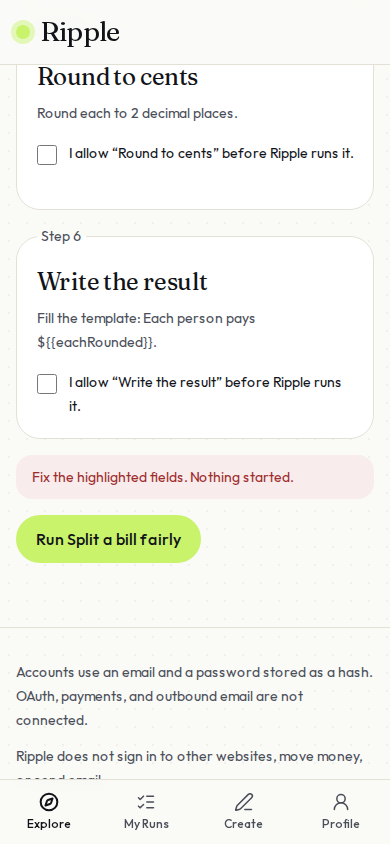 Ripple
Round to cents
Round each to 2 decimal places.
I allow “Round to cents” before Ripple runs it.
Step 6
Write the result
Fill the template: Each person pays
${{eachRounded}}.
I allow “Write the result” before Ripple runs
it.
Fix the highlighted fields. Nothing started.
Run Split a bill fairly
Accounts use an email and a password stored as a hash.
OAuth, payments, and outbound email are not
connected.
Ripple does not sign in to other websites, move money,
Explore
My Runs
Create
Profile